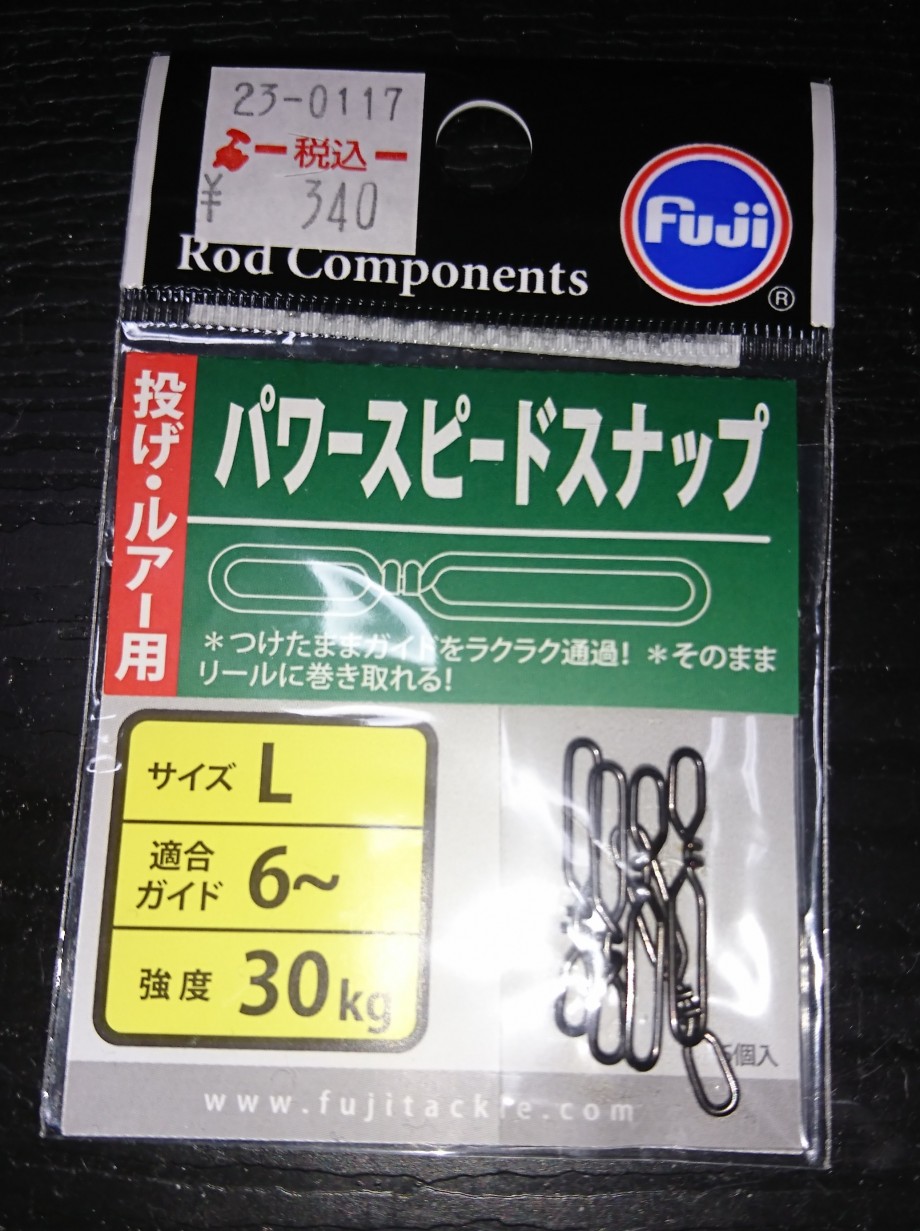 23-0117
税込
¥ 340
Rod Components
Fuji
®
投げ・ルアー用
パワースピードスナップ
*つけたままガイドをラクラク通過! *そのまま
リールに巻き取れる!
サイズ L
適合
ガイド 6~
強度 30kg
5個入
www.fujitackle.com